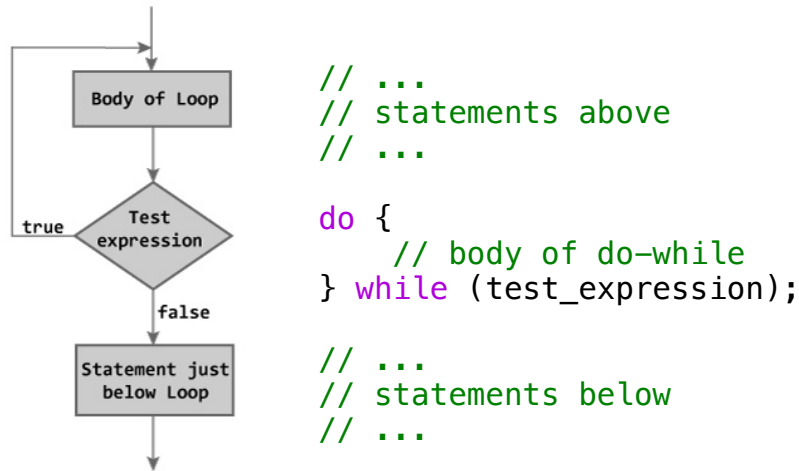 Body of Loop
Test
expression
true
false
Statement just
below Loop
// ...
// statements above
// ...
do {
    // body of do-while
} while (test_expression);
// ...
// statements below
// ...